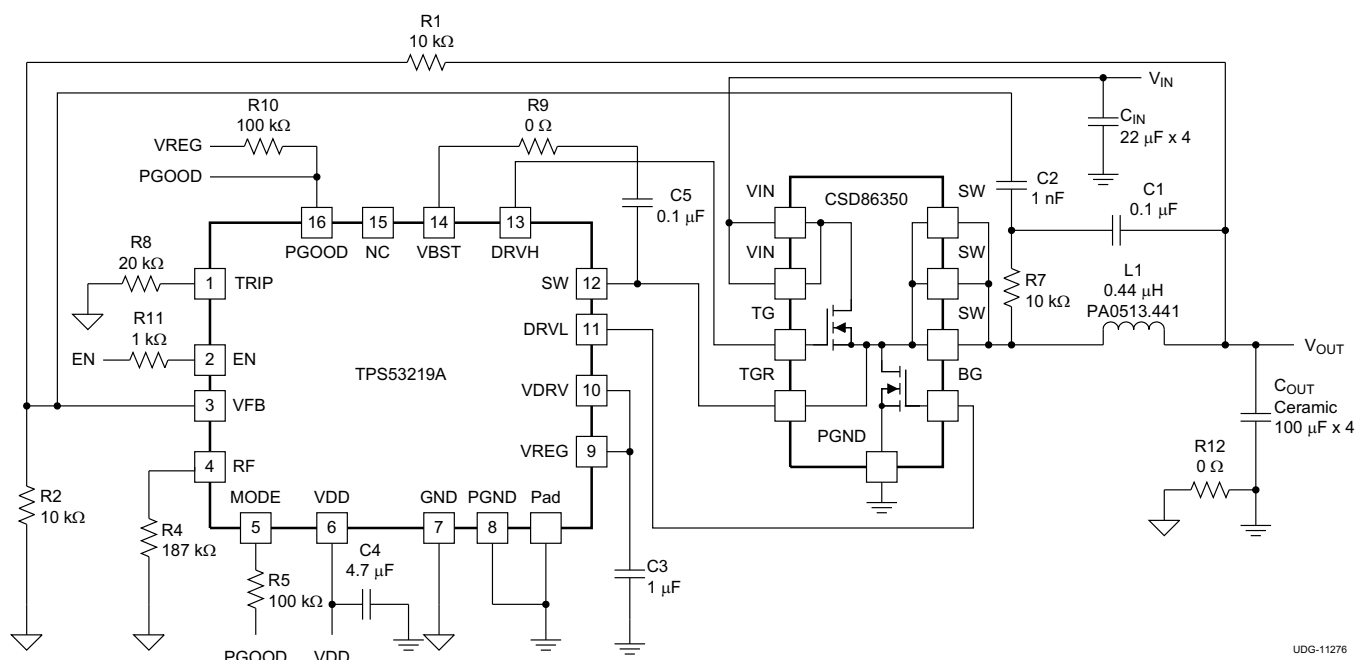 R1
10 kΩ
VIN
R10
100 kΩ
R9
0 Ω
CIN
22 μF x 4
VREG
PGOOD
C5
0.1 μF
VIN
CSD86350
SW
C2
1 nF
C1
0.1 μF
16
15
14
13
PGOOD
NC
VBST
DRVH
R8
20 kΩ
1
TRIP
SW
12
VIN
SW
R7
10 kΩ
L1
0.44 μH
PA0513.441
R11
1 kΩ
EN
2
EN
DRVL
11
TG
SW
VOUT
TPS53219A
TGR
BG
3
VFB
VDRV
10
COUT
Ceramic
100 μF x 4
4
RF
VREG
9
PGND
R12
0 Ω
R2
10 kΩ
MODE
VDD
GND
PGND
Pad
5
6
7
8
R4
187 kΩ
C4
4.7 μF
R5
100 kΩ
C3
1 μF
PGOOD
VDD
UDG-11276